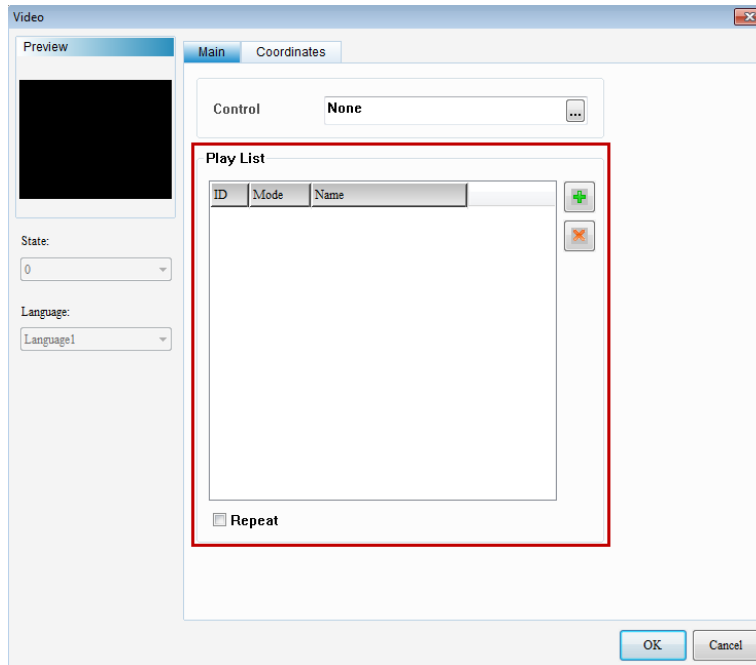 Video
Preview
Main Coordinates
Control None ...
Play List
ID Mode Name
State:
0
Language:
Language1
Repeat
OK Cancel